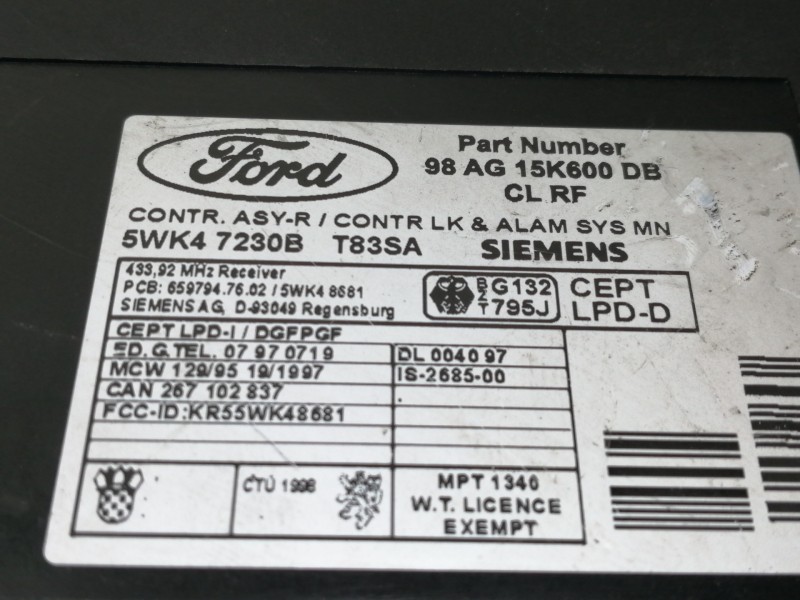 Ford
Part Number
98 AG 15K600 DB
CL RF
CONTR. ASY-R / CONTR LK & ALAM SYS MN
5WK4 7230B T83SA SIEMENS
433,92 MHz Receiver
PCB: 659794.76.02 / 5WK4 8681
SIEMENS AG, D-93049 Regensburg
BZT G132 795J
CEPT
LPD-D
CEPT LPD-I / DGFPGF
ED. G. TEL. 07 97 0719
DL 004097
MCW 129/95 19/1997
IS-2685-00
CAN 267 102 837
FCC-ID:KR55WK48681
ČTÚ 1998
MPT 1340
W.T. LICENCE
EXEMPT